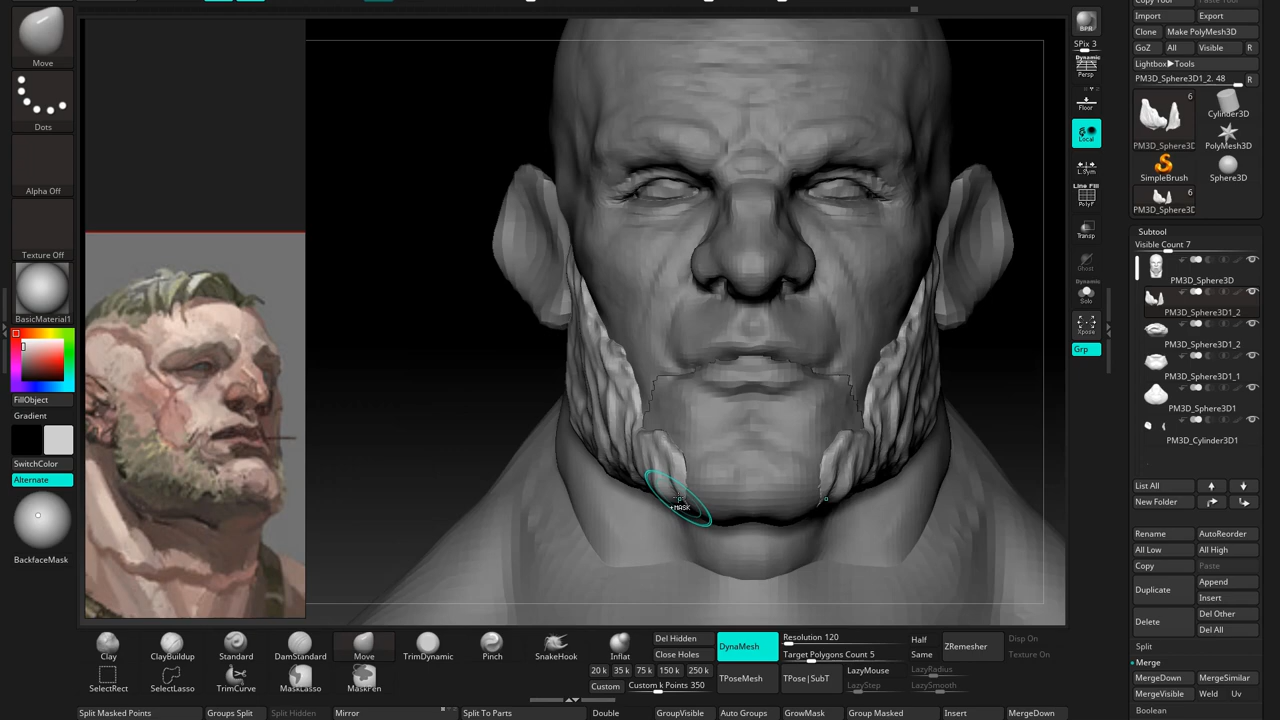 Move
Dots
Alpha Off
Texture Off
BasicMaterial1
FillObject
Gradient
SwitchColor
Alternate
BackfaceMask
+MASK
BPR
SPix 3
Dynamic
Persp
Floor
Local
L.Sym
Line Fill
PolyF
Transp
Ghost
Dynamic
Solo
Xpose
Grp
Copy Tool
Paste Tool
Import
Export
Clone
Make PolyMesh3D
GoZ
All
Visible
R
Lightbox▶Tools
PM3D_Sphere3D1_2. 48
R
6
PM3D_Sphere3D
Cylinder3D
PolyMesh3D
SimpleBrush
Sphere3D
6
PM3D_Sphere3D
Subtool
Visible Count 7
PM3D_Sphere3D
PM3D_Sphere3D1_2
PM3D_Sphere3D1_2
PM3D_Sphere3D1_1
PM3D_Sphere3D1
PM3D_Cylinder3D1
List All
New Folder
Rename
AutoReorder
All Low
All High
Copy
Paste
Duplicate
Append
Insert
Delete
Del Other
Del All
Split
Merge
MergeDown
MergeSimilar
MergeVisible
Weld
Uv
Boolean
Clay
ClayBuildup
Standard
DamStandard
Move
TrimDynamic
Pinch
SnakeHook
Inflat
SelectRect
SelectLasso
TrimCurve
MaskLasso
MaskPen
Del Hidden
Close Holes
20 k
35 k
75 k
150 k
250 k
Custom
Custom k Points 350
DynaMesh
TPoseMesh
Resolution 120
Target Polygons Count 5
TPose|SubT
LazyMouse
LazyStep
Half
Same
ZRemesher
LazyRadius
LazySmooth
Disp On
Texture On
Split Masked Points
Groups Split
Split Hidden
Mirror
Split To Parts
Double
GroupVisible
Auto Groups
GrowMask
Group Masked
Insert
MergeDown